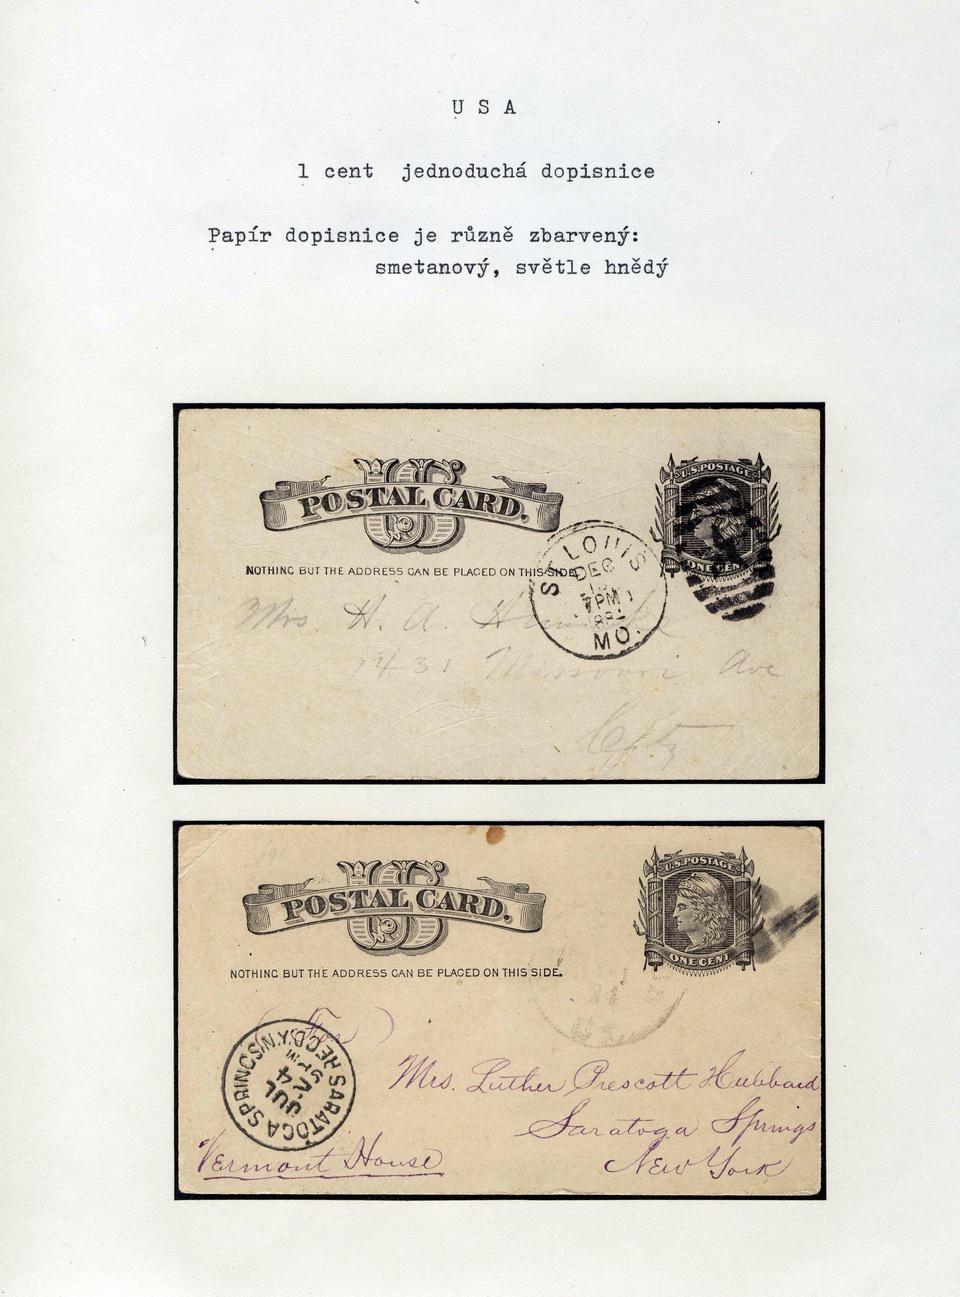 U S A
1 cent jednoduchá dopisnice
Papír dopisnice je různě zbarvený:
smetanový, světle hnědý
U.S. POSTAGE
POSTAL CARD.
ONE CENT
NOTHING BUT THE ADDRESS CAN BE PLACED ON THIS SIDE.
ST. LOUIS
DEC
7 PM
MO.
Mrs. H. A.
1431 Missouri Ave
City
U.S. POSTAGE
POSTAL CARD.
ONE CENT
NOTHING BUT THE ADDRESS CAN BE PLACED ON THIS SIDE.
(For)
SARATOGA SPRINGS N.Y.
REC'D.
JUL
4
Mrs. Luther Prescott Hubbard
Saratoga Springs
Vermont House
New York